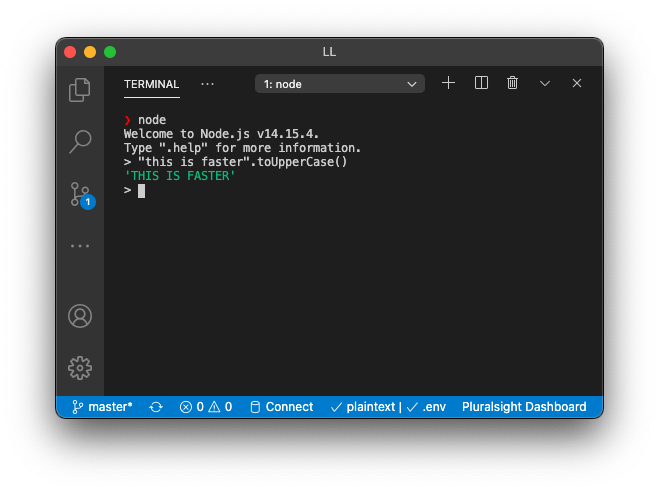 LL
TERMINAL ··· 1: node
❯ node
Welcome to Node.js v14.15.4.
Type ".help" for more information.
> "this is faster".toUpperCase()
'THIS IS FASTER'
>
1
master* 0 0 Connect ✓ plaintext | ✓ .env Pluralsight Dashboard